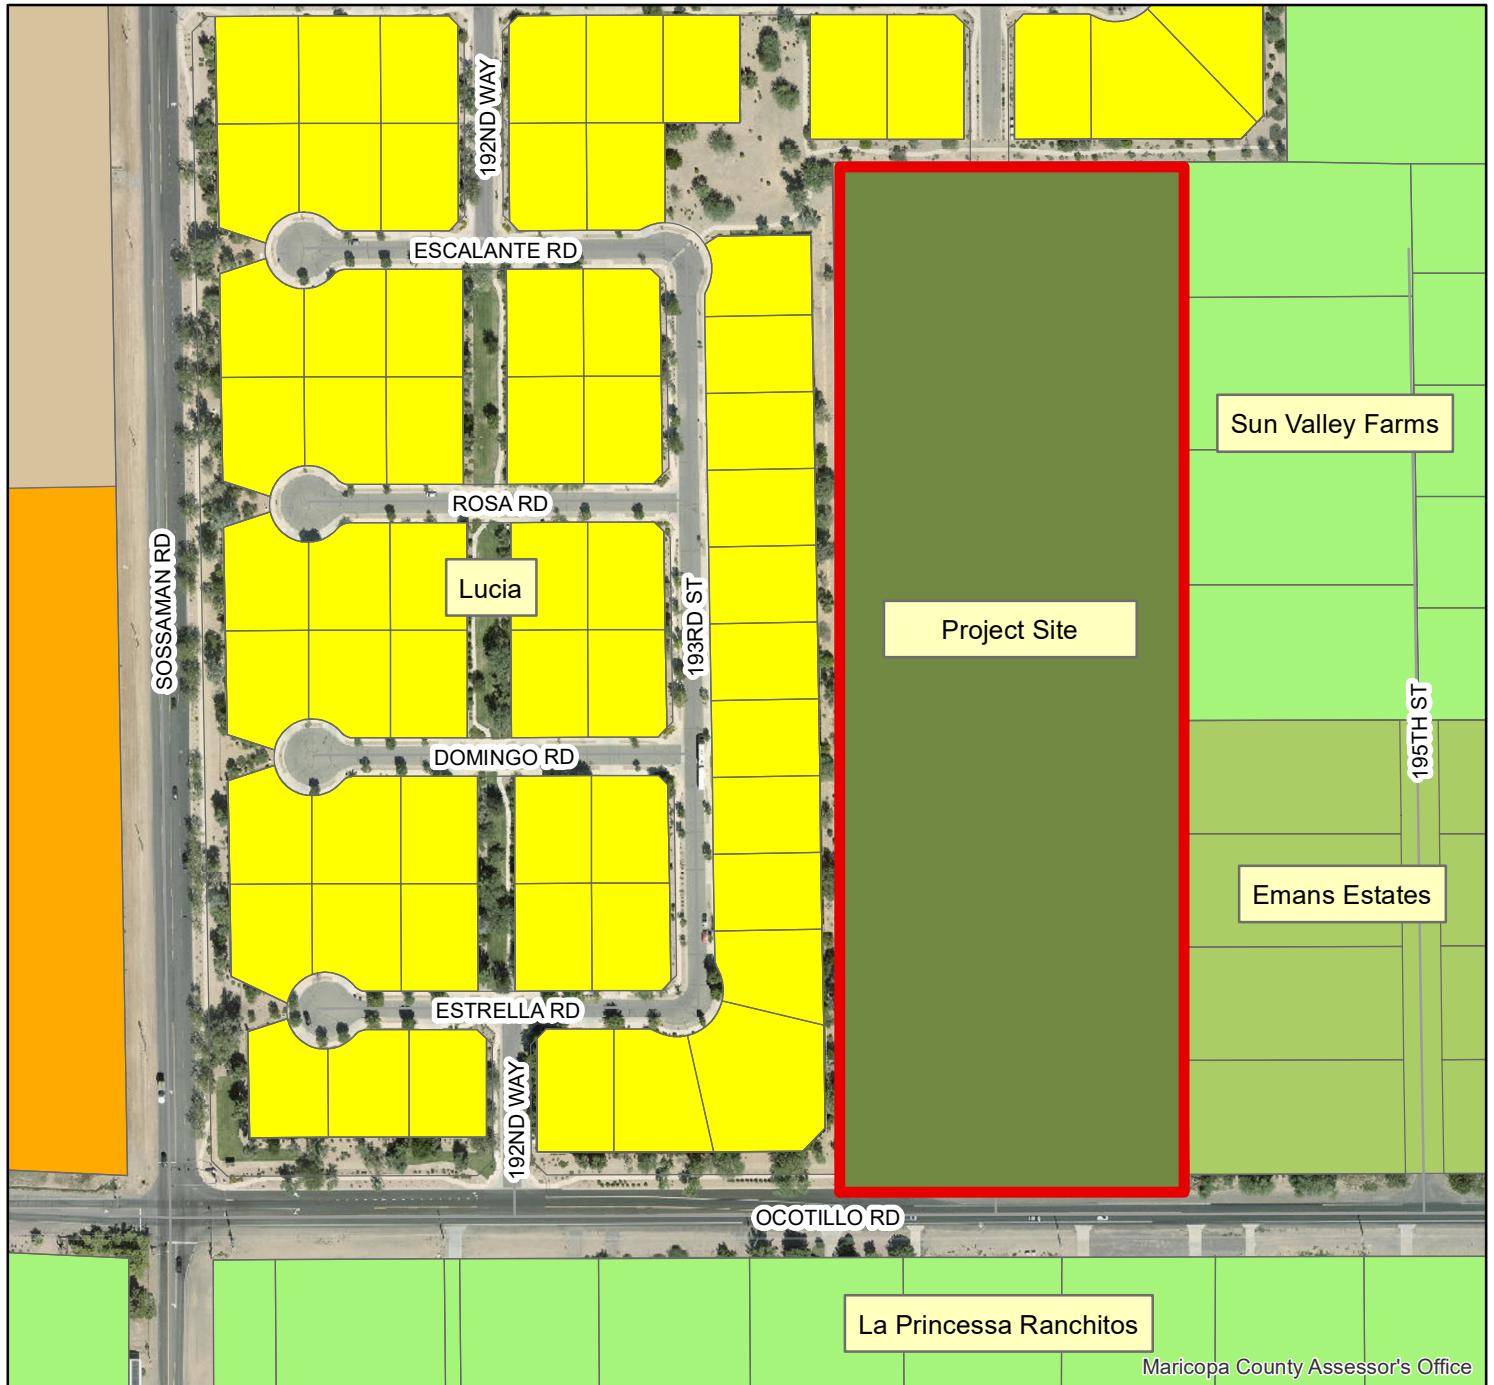 192ND WAY
ESCALANTE RD
Sun Valley Farms
ROSA RD
SOSSAMAN RD
Lucia
193RD ST
Project Site
195TH ST
DOMINGO RD
Emans Estates
ESTRELLA RD
192ND WAY
OCOTILLO RD
La Princessa Ranchitos
Maricopa County Assessor's Office